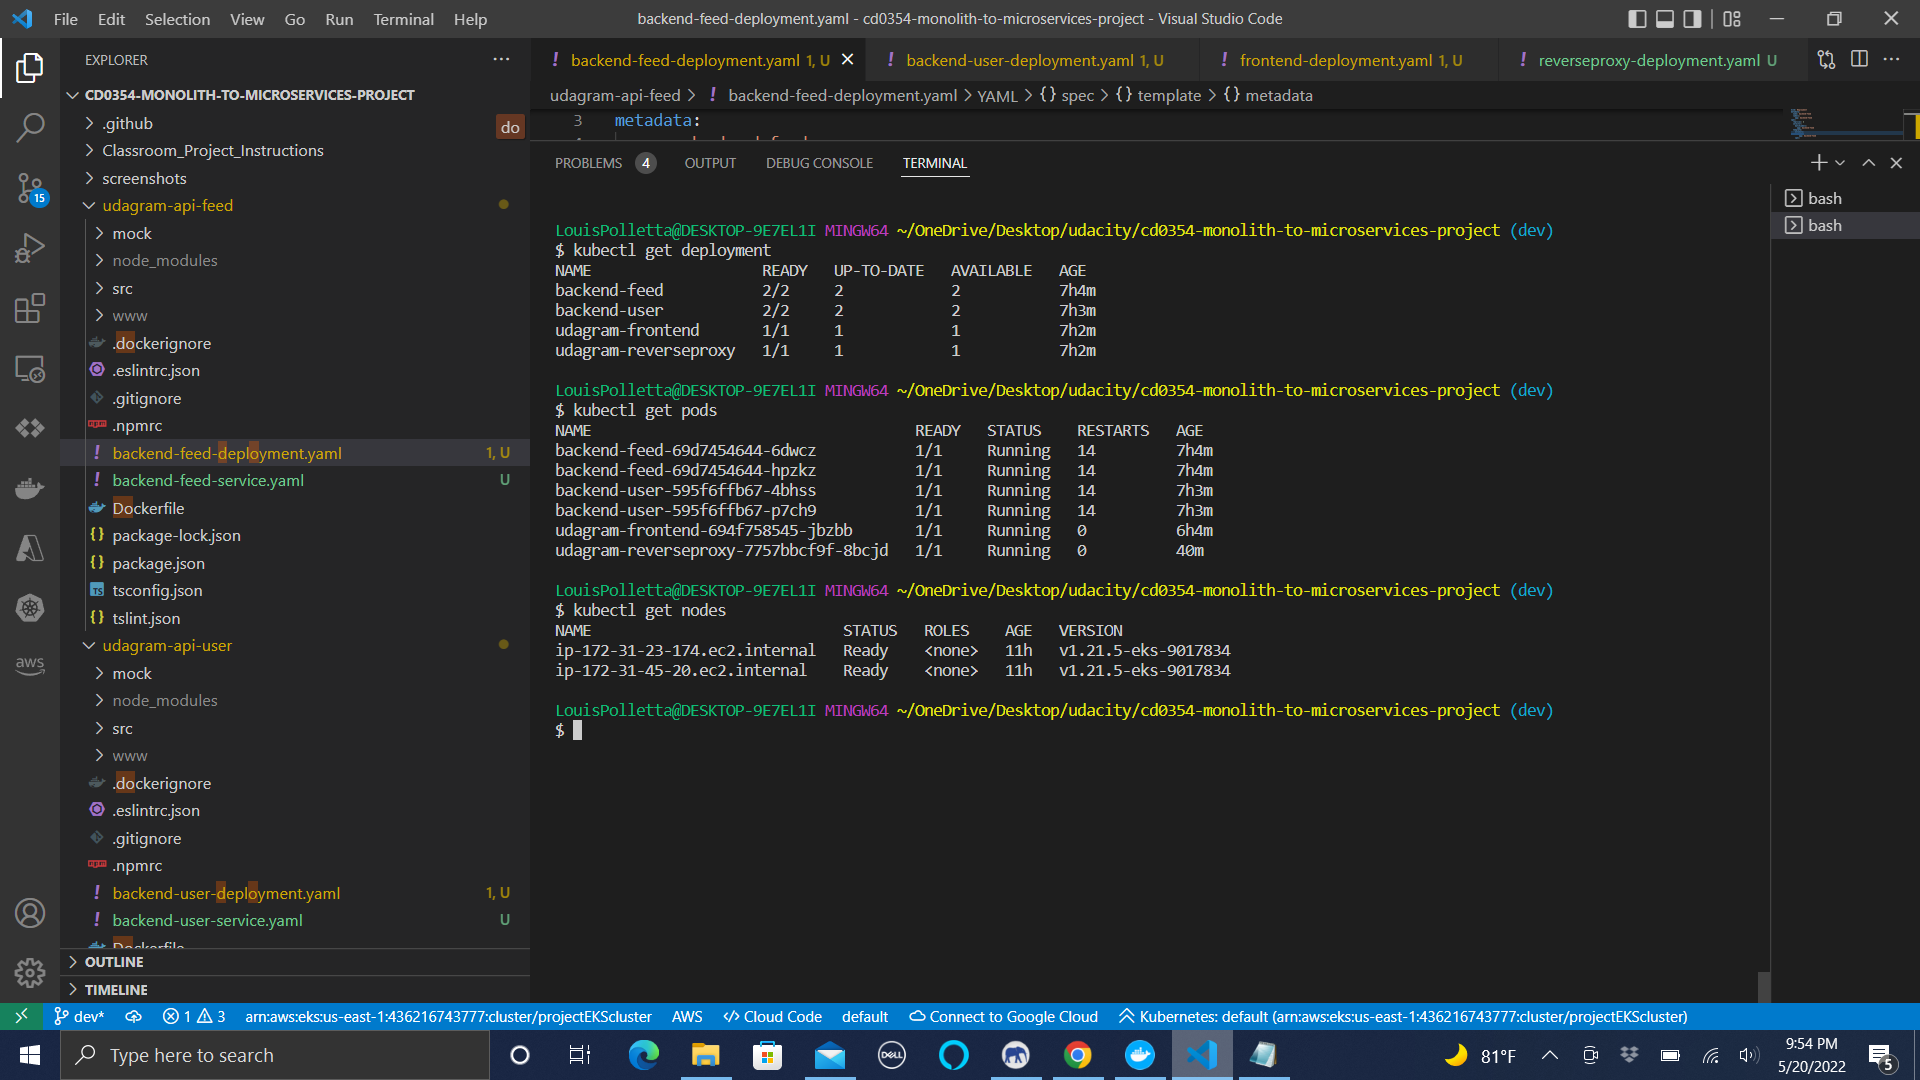 File Edit Selection View Go Run Terminal Help
backend-feed-deployment.yaml - cd0354-monolith-to-microservices-project - Visual Studio Code
EXPLORER
CD0354-MONOLITH-TO-MICROSERVICES-PROJECT
.github
Classroom_Project_Instructions
screenshots
udagram-api-feed
mock
node_modules
src
www
.dockerignore
.eslintrc.json
.gitignore
.npmrc
backend-feed-deployment.yaml 1, U
backend-feed-service.yaml U
Dockerfile
package-lock.json
package.json
tsconfig.json
tslint.json
udagram-api-user
mock
node_modules
src
www
.dockerignore
.eslintrc.json
.gitignore
.npmrc
backend-user-deployment.yaml 1, U
backend-user-service.yaml U
Dockerfile
OUTLINE
TIMELINE
do
15
aws
backend-feed-deployment.yaml 1, U
backend-user-deployment.yaml 1, U
frontend-deployment.yaml 1, U
reverseproxy-deployment.yaml U
udagram-api-feed > ! backend-feed-deployment.yaml > YAML > {} spec > {} template > {} metadata
3 metadata:
PROBLEMS 4 OUTPUT DEBUG CONSOLE TERMINAL
bash
bash
LouisPolletta@DESKTOP-9E7EL1I MINGW64 ~/OneDrive/Desktop/udacity/cd0354-monolith-to-microservices-project (dev)
$ kubectl get deployment
NAME READY UP-TO-DATE AVAILABLE AGE
backend-feed 2/2 2 2 7h4m
backend-user 2/2 2 2 7h3m
udagram-frontend 1/1 1 1 7h2m
udagram-reverseproxy 1/1 1 1 7h2m
LouisPolletta@DESKTOP-9E7EL1I MINGW64 ~/OneDrive/Desktop/udacity/cd0354-monolith-to-microservices-project (dev)
$ kubectl get pods
NAME READY STATUS RESTARTS AGE
backend-feed-69d7454644-6dwcz 1/1 Running 14 7h4m
backend-feed-69d7454644-hpzkz 1/1 Running 14 7h4m
backend-user-595f6ffb67-4bhss 1/1 Running 14 7h3m
backend-user-595f6ffb67-p7ch9 1/1 Running 14 7h3m
udagram-frontend-694f758545-jbzbb 1/1 Running 0 6h4m
udagram-reverseproxy-7757bbcf9f-8bcjd 1/1 Running 0 40m
LouisPolletta@DESKTOP-9E7EL1I MINGW64 ~/OneDrive/Desktop/udacity/cd0354-monolith-to-microservices-project (dev)
$ kubectl get nodes
NAME STATUS ROLES AGE VERSION
ip-172-31-23-174.ec2.internal Ready <none> 11h v1.21.5-eks-9017834
ip-172-31-45-20.ec2.internal Ready <none> 11h v1.21.5-eks-9017834
LouisPolletta@DESKTOP-9E7EL1I MINGW64 ~/OneDrive/Desktop/udacity/cd0354-monolith-to-microservices-project (dev)
$
dev* 1 3 arn:aws:eks:us-east-1:436216743777:cluster/projectEKScluster AWS </> Cloud Code default Connect to Google Cloud Kubernetes: default (arn:aws:eks:us-east-1:436216743777:cluster/projectEKScluster)
Type here to search
DELL
81°F
9:54 PM
5/20/2022
5